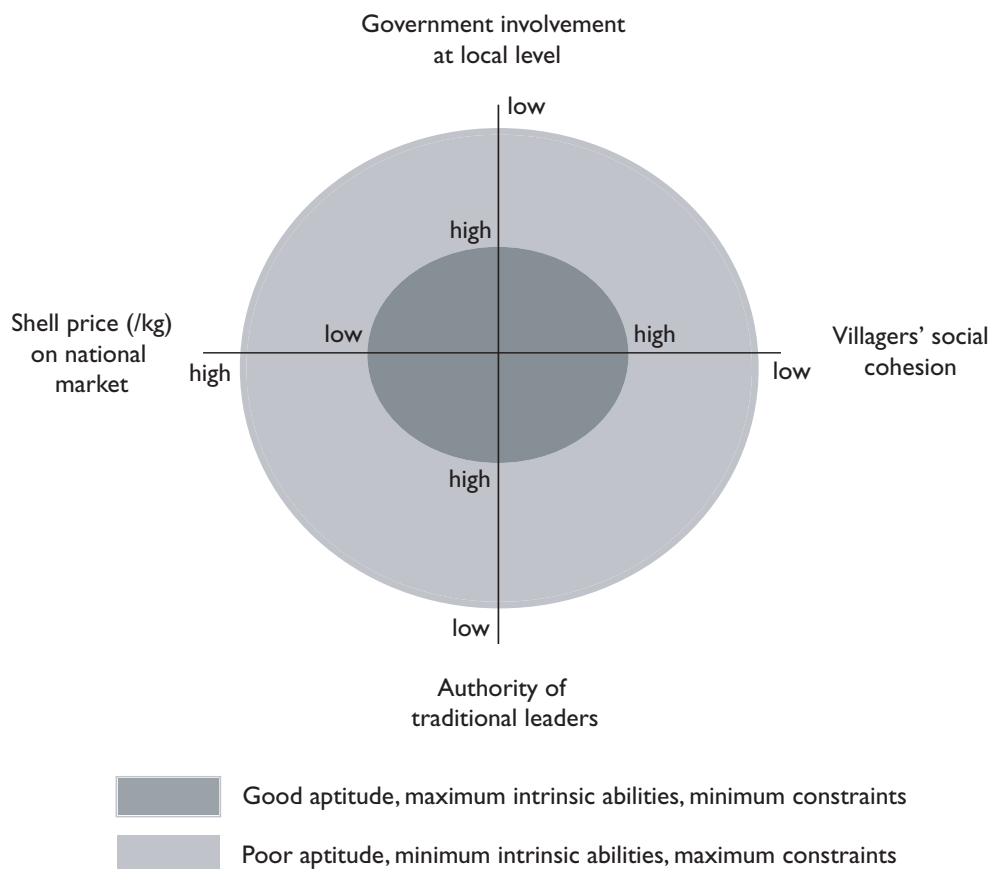 Government involvement
at local level
low
high
Shell price (/kg)
on national
market
low
high
high
low
Villagers’ social
cohesion
high
low
Authority of
traditional leaders
Good aptitude, maximum intrinsic abilities, minimum constraints
Poor aptitude, minimum intrinsic abilities, maximum constraints